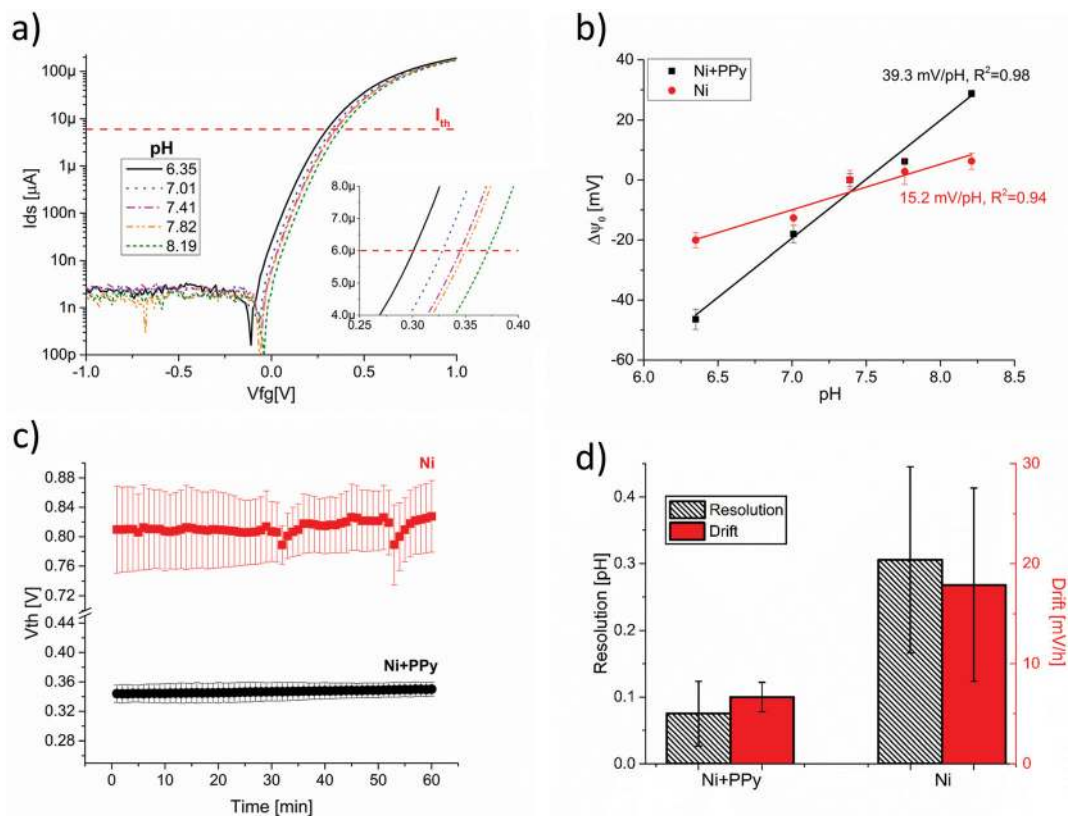 a)
100µ
10µ
1µ
100n
10n
1n
100p
Ids [µA]
-1.0
-0.5
0.0
0.5
1.0
Vfg[V]
I_th
pH
6.35
7.01
7.41
7.82
8.19
8.0µ
7.0µ
6.0µ
5.0µ
4.0µ
0.25
0.30
0.35
0.40
b)
40
20
0
-20
-40
-60
Δψ₀ [mV]
6.0
6.5
7.0
7.5
8.0
8.5
pH
Ni+PPy
Ni
39.3 mV/pH, R²=0.98
15.2 mV/pH, R²=0.94
c)
0.88
0.84
0.80
0.76
0.72
0.44
0.40
0.36
0.32
0.28
Vth [V]
Ni
Ni+PPy
0
10
20
30
40
50
60
Time [min]
d)
0.4
0.3
0.2
0.1
0.0
Resolution [pH]
Resolution
Drift
30
20
10
0
Drift [mV/h]
Ni+PPy
Ni